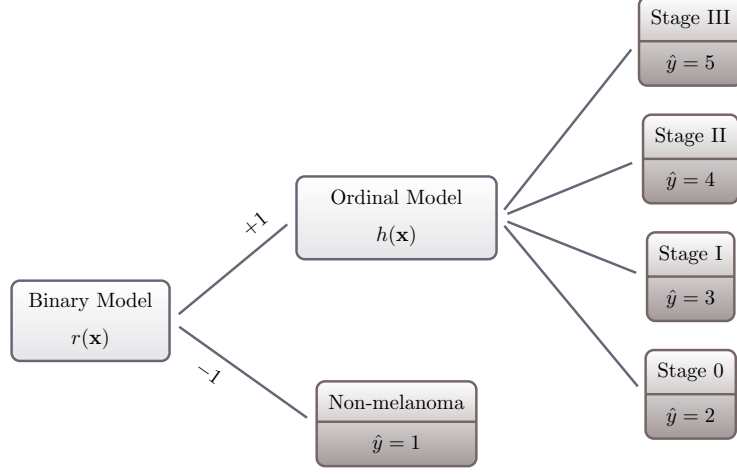 Stage III
ŷ = 5
Stage II
ŷ = 4
Ordinal Model
h(x)
+1
Stage I
ŷ = 3
Binary Model
r(x)
−1
Stage 0
ŷ = 2
Non-melanoma
ŷ = 1